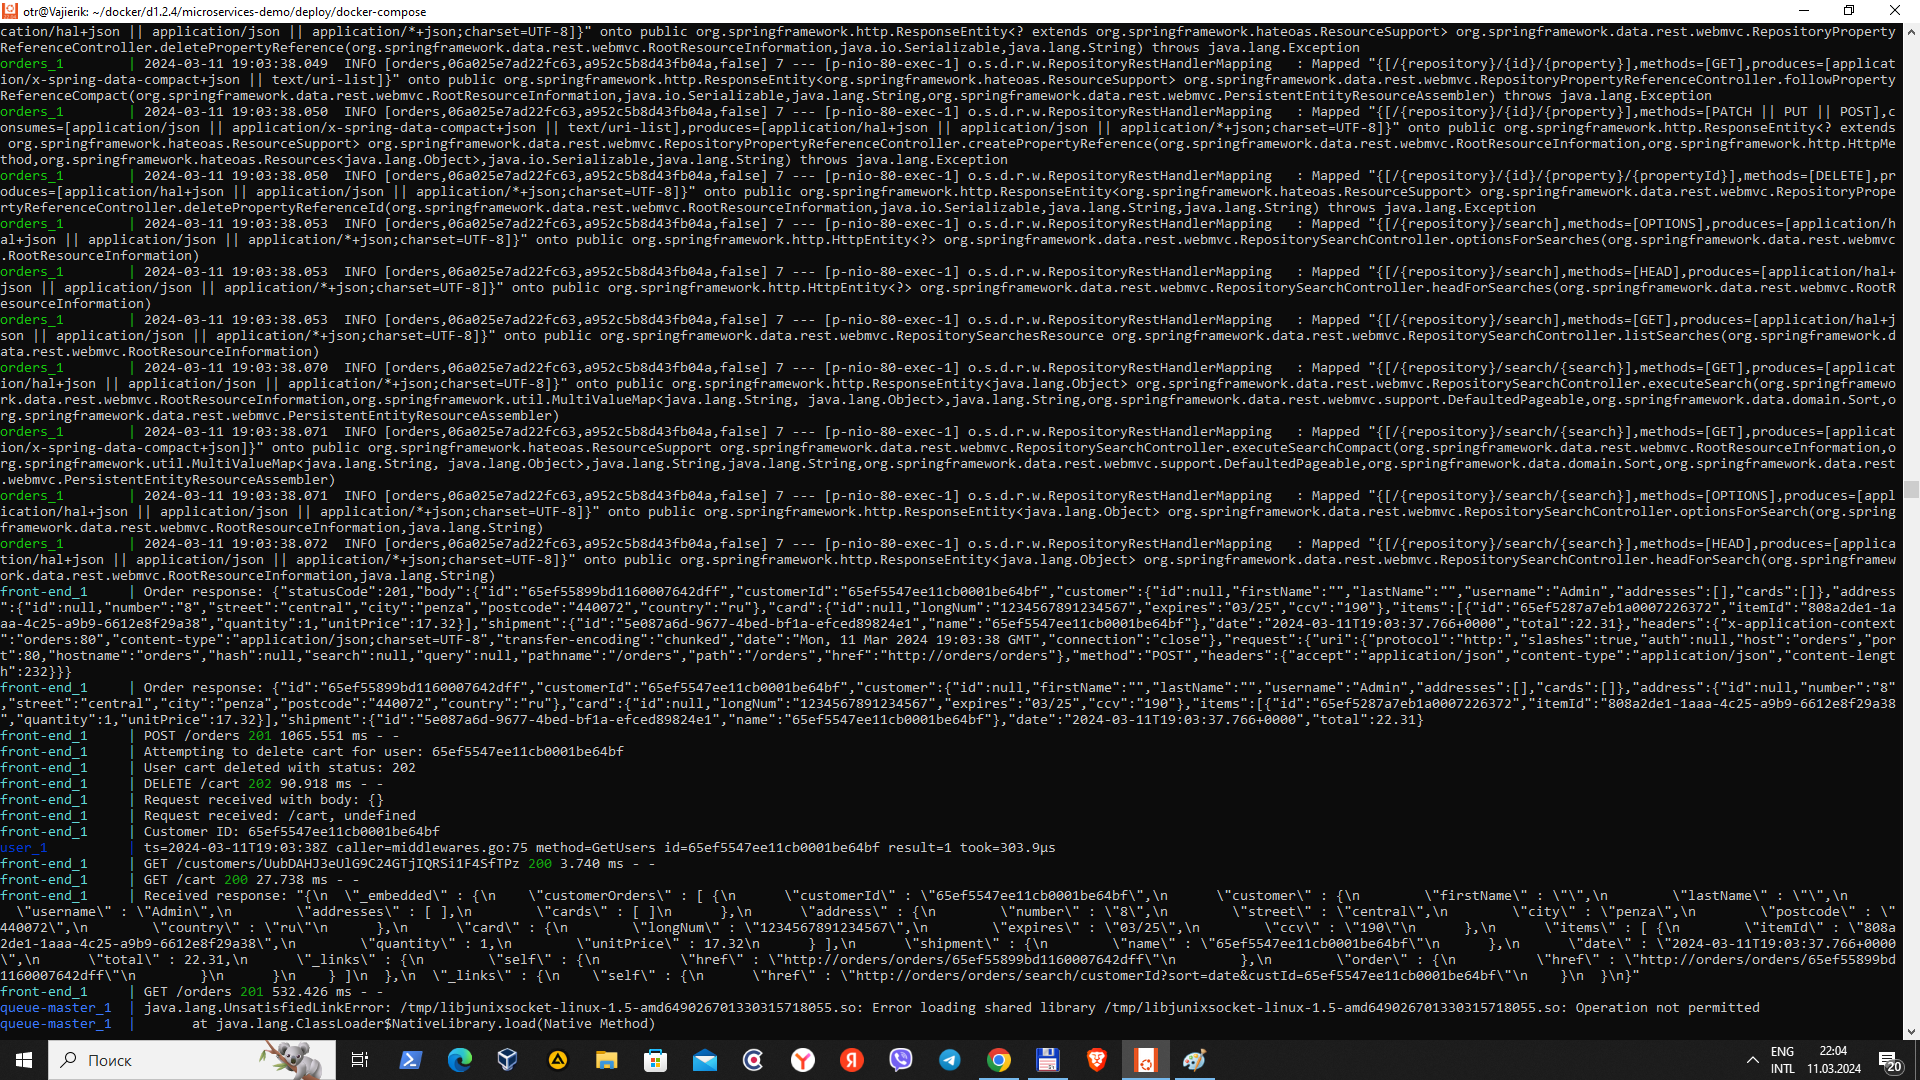 otr@Vajierik: ~/docker/d1.2.4/microservices-demo/deploy/docker-compose
cation/hal+json || application/json || application/*+json;charset=UTF-8]}" onto public org.springframework.http.ResponseEntity<? extends org.springframework.hateoas.ResourceSupport> org.springframework.data.rest.webmvc.RepositoryProperty
ReferenceController.deletePropertyReference(org.springframework.data.rest.webmvc.RootResourceInformation,java.io.Serializable,java.lang.String) throws java.lang.Exception
orders_1        | 2024-03-11 19:03:38.049  INFO [orders,06a025e7ad22fc63,a952c5b8d43fb04a,false] 7 --- [p-nio-80-exec-1] o.s.d.r.w.RepositoryRestHandlerMapping   : Mapped "{[/{repository}/{id}/{property}],methods=[GET],produces=[applicat
ion/x-spring-data-compact+json || text/uri-list]}" onto public org.springframework.http.ResponseEntity<org.springframework.hateoas.ResourceSupport> org.springframework.data.rest.webmvc.RepositoryPropertyReferenceController.followProperty
ReferenceCompact(org.springframework.data.rest.webmvc.RootResourceInformation,java.io.Serializable,java.lang.String,org.springframework.data.rest.webmvc.PersistentEntityResourceAssembler) throws java.lang.Exception
orders_1        | 2024-03-11 19:03:38.050  INFO [orders,06a025e7ad22fc63,a952c5b8d43fb04a,false] 7 --- [p-nio-80-exec-1] o.s.d.r.w.RepositoryRestHandlerMapping   : Mapped "{[/{repository}/{id}/{property}],methods=[PATCH || PUT || POST],c
onsumes=[application/json || application/x-spring-data-compact+json || text/uri-list],produces=[application/hal+json || application/json || application/*+json;charset=UTF-8]}" onto public org.springframework.http.ResponseEntity<? extends
 org.springframework.hateoas.ResourceSupport> org.springframework.data.rest.webmvc.RepositoryPropertyReferenceController.createPropertyReference(org.springframework.data.rest.webmvc.RootResourceInformation,org.springframework.http.HttpMe
thod,org.springframework.hateoas.Resources<java.lang.Object>,java.io.Serializable,java.lang.String) throws java.lang.Exception
orders_1        | 2024-03-11 19:03:38.050  INFO [orders,06a025e7ad22fc63,a952c5b8d43fb04a,false] 7 --- [p-nio-80-exec-1] o.s.d.r.w.RepositoryRestHandlerMapping   : Mapped "{[/{repository}/{id}/{property}/{propertyId}],methods=[DELETE],pr
oduces=[application/hal+json || application/json || application/*+json;charset=UTF-8]}" onto public org.springframework.http.ResponseEntity<org.springframework.hateoas.ResourceSupport> org.springframework.data.rest.webmvc.RepositoryPrope
rtyReferenceController.deletePropertyReferenceId(org.springframework.data.rest.webmvc.RootResourceInformation,java.io.Serializable,java.lang.String,java.lang.String) throws java.lang.Exception
orders_1        | 2024-03-11 19:03:38.053  INFO [orders,06a025e7ad22fc63,a952c5b8d43fb04a,false] 7 --- [p-nio-80-exec-1] o.s.d.r.w.RepositoryRestHandlerMapping   : Mapped "{[/{repository}/search],methods=[OPTIONS],produces=[application/h
al+json || application/json || application/*+json;charset=UTF-8]}" onto public org.springframework.http.HttpEntity<?> org.springframework.data.rest.webmvc.RepositorySearchController.optionsForSearches(org.springframework.data.rest.webmvc
.RootResourceInformation)
orders_1        | 2024-03-11 19:03:38.053  INFO [orders,06a025e7ad22fc63,a952c5b8d43fb04a,false] 7 --- [p-nio-80-exec-1] o.s.d.r.w.RepositoryRestHandlerMapping   : Mapped "{[/{repository}/search],methods=[HEAD],produces=[application/hal+
json || application/json || application/*+json;charset=UTF-8]}" onto public org.springframework.http.HttpEntity<?> org.springframework.data.rest.webmvc.RepositorySearchController.headForSearches(org.springframework.data.rest.webmvc.RootR
esourceInformation)
orders_1        | 2024-03-11 19:03:38.053  INFO [orders,06a025e7ad22fc63,a952c5b8d43fb04a,false] 7 --- [p-nio-80-exec-1] o.s.d.r.w.RepositoryRestHandlerMapping   : Mapped "{[/{repository}/search],methods=[GET],produces=[application/hal+j
son || application/json || application/*+json;charset=UTF-8]}" onto public org.springframework.data.rest.webmvc.RepositorySearchesResource org.springframework.data.rest.webmvc.RepositorySearchController.listSearches(org.springframework.d
ata.rest.webmvc.RootResourceInformation)
orders_1        | 2024-03-11 19:03:38.070  INFO [orders,06a025e7ad22fc63,a952c5b8d43fb04a,false] 7 --- [p-nio-80-exec-1] o.s.d.r.w.RepositoryRestHandlerMapping   : Mapped "{[/{repository}/search/{search}],methods=[GET],produces=[applicat
ion/hal+json || application/json || application/*+json;charset=UTF-8]}" onto public org.springframework.http.ResponseEntity<java.lang.Object> org.springframework.data.rest.webmvc.RepositorySearchController.executeSearch(org.springframewo
rk.data.rest.webmvc.RootResourceInformation,org.springframework.util.MultiValueMap<java.lang.String, java.lang.Object>,java.lang.String,org.springframework.data.rest.webmvc.support.DefaultedPageable,org.springframework.data.domain.Sort,o
rg.springframework.data.rest.webmvc.PersistentEntityResourceAssembler)
orders_1        | 2024-03-11 19:03:38.071  INFO [orders,06a025e7ad22fc63,a952c5b8d43fb04a,false] 7 --- [p-nio-80-exec-1] o.s.d.r.w.RepositoryRestHandlerMapping   : Mapped "{[/{repository}/search/{search}],methods=[GET],produces=[applicat
ion/x-spring-data-compact+json]}" onto public org.springframework.hateoas.ResourceSupport org.springframework.data.rest.webmvc.RepositorySearchController.executeSearchCompact(org.springframework.data.rest.webmvc.RootResourceInformation,o
rg.springframework.util.MultiValueMap<java.lang.String, java.lang.Object>,java.lang.String,java.lang.String,org.springframework.data.rest.webmvc.support.DefaultedPageable,org.springframework.data.domain.Sort,org.springframework.data.rest
.webmvc.PersistentEntityResourceAssembler)
orders_1        | 2024-03-11 19:03:38.071  INFO [orders,06a025e7ad22fc63,a952c5b8d43fb04a,false] 7 --- [p-nio-80-exec-1] o.s.d.r.w.RepositoryRestHandlerMapping   : Mapped "{[/{repository}/search/{search}],methods=[OPTIONS],produces=[appl
ication/hal+json || application/json || application/*+json;charset=UTF-8]}" onto public org.springframework.http.ResponseEntity<java.lang.Object> org.springframework.data.rest.webmvc.RepositorySearchController.optionsForSearch(org.spring
framework.data.rest.webmvc.RootResourceInformation,java.lang.String)
orders_1        | 2024-03-11 19:03:38.072  INFO [orders,06a025e7ad22fc63,a952c5b8d43fb04a,false] 7 --- [p-nio-80-exec-1] o.s.d.r.w.RepositoryRestHandlerMapping   : Mapped "{[/{repository}/search/{search}],methods=[HEAD],produces=[applica
tion/hal+json || application/json || application/*+json;charset=UTF-8]}" onto public org.springframework.http.ResponseEntity<java.lang.Object> org.springframework.data.rest.webmvc.RepositorySearchController.headForSearch(org.springframew
ork.data.rest.webmvc.RootResourceInformation,java.lang.String)
front-end_1     | Order response: {"statusCode":201,"body":{"id":"65ef55899bd1160007642dff","customerId":"65ef5547ee11cb0001be64bf","customer":{"id":null,"firstName":"","lastName":"","username":"Admin","addresses":[],"cards":[]},"address
":{"id":null,"number":"8","street":"central","city":"penza","postcode":"440072","country":"ru"},"card":{"id":null,"longNum":"1234567891234567","expires":"03/25","ccv":"190"},"items":[{"id":"65ef5287a7eb1a0007226372","itemId":"808a2de1-1a
aa-4c25-a9b9-6612e8f29a38","quantity":1,"unitPrice":17.32}],"shipment":{"id":"5e087a6d-9677-4bed-bf1a-efced89824e1","name":"65ef5547ee11cb0001be64bf"},"date":"2024-03-11T19:03:37.766+0000","total":22.31},"headers":{"x-application-context
":"orders:80","content-type":"application/json;charset=UTF-8","transfer-encoding":"chunked","date":"Mon, 11 Mar 2024 19:03:38 GMT","connection":"close"},"request":{"uri":{"protocol":"http:","slashes":true,"auth":null,"host":"orders","por
t":80,"hostname":"orders","hash":null,"search":null,"query":null,"pathname":"/orders","path":"/orders","href":"http://orders/orders"},"method":"POST","headers":{"accept":"application/json","content-type":"application/json","content-lengt
h":232}}}
front-end_1     | Order response: {"id":"65ef55899bd1160007642dff","customerId":"65ef5547ee11cb0001be64bf","customer":{"id":null,"firstName":"","lastName":"","username":"Admin","addresses":[],"cards":[]},"address":{"id":null,"number":"8"
,"street":"central","city":"penza","postcode":"440072","country":"ru"},"card":{"id":null,"longNum":"1234567891234567","expires":"03/25","ccv":"190"},"items":[{"id":"65ef5287a7eb1a0007226372","itemId":"808a2de1-1aaa-4c25-a9b9-6612e8f29a38
","quantity":1,"unitPrice":17.32}],"shipment":{"id":"5e087a6d-9677-4bed-bf1a-efced89824e1","name":"65ef5547ee11cb0001be64bf"},"date":"2024-03-11T19:03:37.766+0000","total":22.31}
front-end_1     | POST /orders 201 1065.551 ms - -
front-end_1     | Attempting to delete cart for user: 65ef5547ee11cb0001be64bf
front-end_1     | User cart deleted with status: 202
front-end_1     | DELETE /cart 202 90.918 ms - -
front-end_1     | Request received with body: {}
front-end_1     | Request received: /cart, undefined
front-end_1     | Customer ID: 65ef5547ee11cb0001be64bf
user_1          | ts=2024-03-11T19:03:38Z caller=middlewares.go:75 method=GetUsers id=65ef5547ee11cb0001be64bf result=1 took=303.9µs
front-end_1     | GET /customers/UubDAHJ3eUlG9C24GTjIQRSi1F4SfTPz 200 3.740 ms - -
front-end_1     | GET /cart 200 27.738 ms - -
front-end_1     | Received response: "{\n  \"_embedded\" : {\n    \"customerOrders\" : [ {\n      \"customerId\" : \"65ef5547ee11cb0001be64bf\",\n      \"customer\" : {\n        \"firstName\" : \"\",\n        \"lastName\" : \"\",\n
  \"username\" : \"Admin\",\n        \"addresses\" : [ ],\n        \"cards\" : [ ]\n      },\n      \"address\" : {\n        \"number\" : \"8\",\n        \"street\" : \"central\",\n        \"city\" : \"penza\",\n        \"postcode\" : \"
440072\",\n        \"country\" : \"ru\"\n      },\n      \"card\" : {\n        \"longNum\" : \"1234567891234567\",\n        \"expires\" : \"03/25\",\n        \"ccv\" : \"190\"\n      },\n      \"items\" : [ {\n        \"itemId\" : \"808a
2de1-1aaa-4c25-a9b9-6612e8f29a38\",\n        \"quantity\" : 1,\n        \"unitPrice\" : 17.32\n      } ],\n      \"shipment\" : {\n        \"name\" : \"65ef5547ee11cb0001be64bf\"\n      },\n      \"date\" : \"2024-03-11T19:03:37.766+0000
\",\n      \"total\" : 22.31,\n      \"_links\" : {\n        \"self\" : {\n          \"href\" : \"http://orders/orders/65ef55899bd1160007642dff\"\n        },\n        \"order\" : {\n          \"href\" : \"http://orders/orders/65ef55899bd
1160007642dff\"\n        }\n      }\n    } ]\n  },\n  \"_links\" : {\n    \"self\" : {\n      \"href\" : \"http://orders/orders/search/customerId?sort=date&custId=65ef5547ee11cb0001be64bf\"\n    }\n  }\n}"
front-end_1     | GET /orders 201 532.426 ms - -
queue-master_1  | java.lang.UnsatisfiedLinkError: /tmp/libjunixsocket-linux-1.5-amd649026701330315718055.so: Error loading shared library /tmp/libjunixsocket-linux-1.5-amd649026701330315718055.so: Operation not permitted
queue-master_1  |       at java.lang.ClassLoader$NativeLibrary.load(Native Method)
Поиск
ENG
INTL
22:04
11.03.2024
20